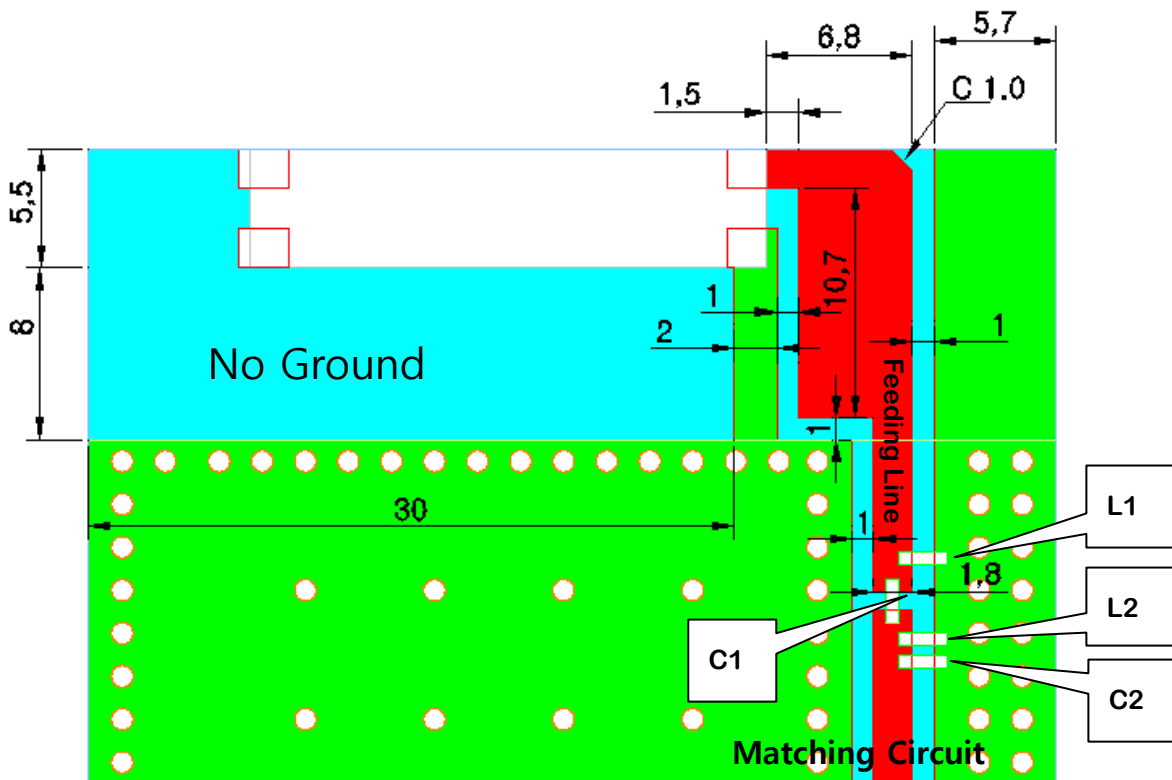 5,7
6,8
C 1.0
1,5
5,5
10,7
8
1
2
1
No Ground
Feeding Line
1
30
1
1,8
L1
L2
C1
C2
Matching Circuit